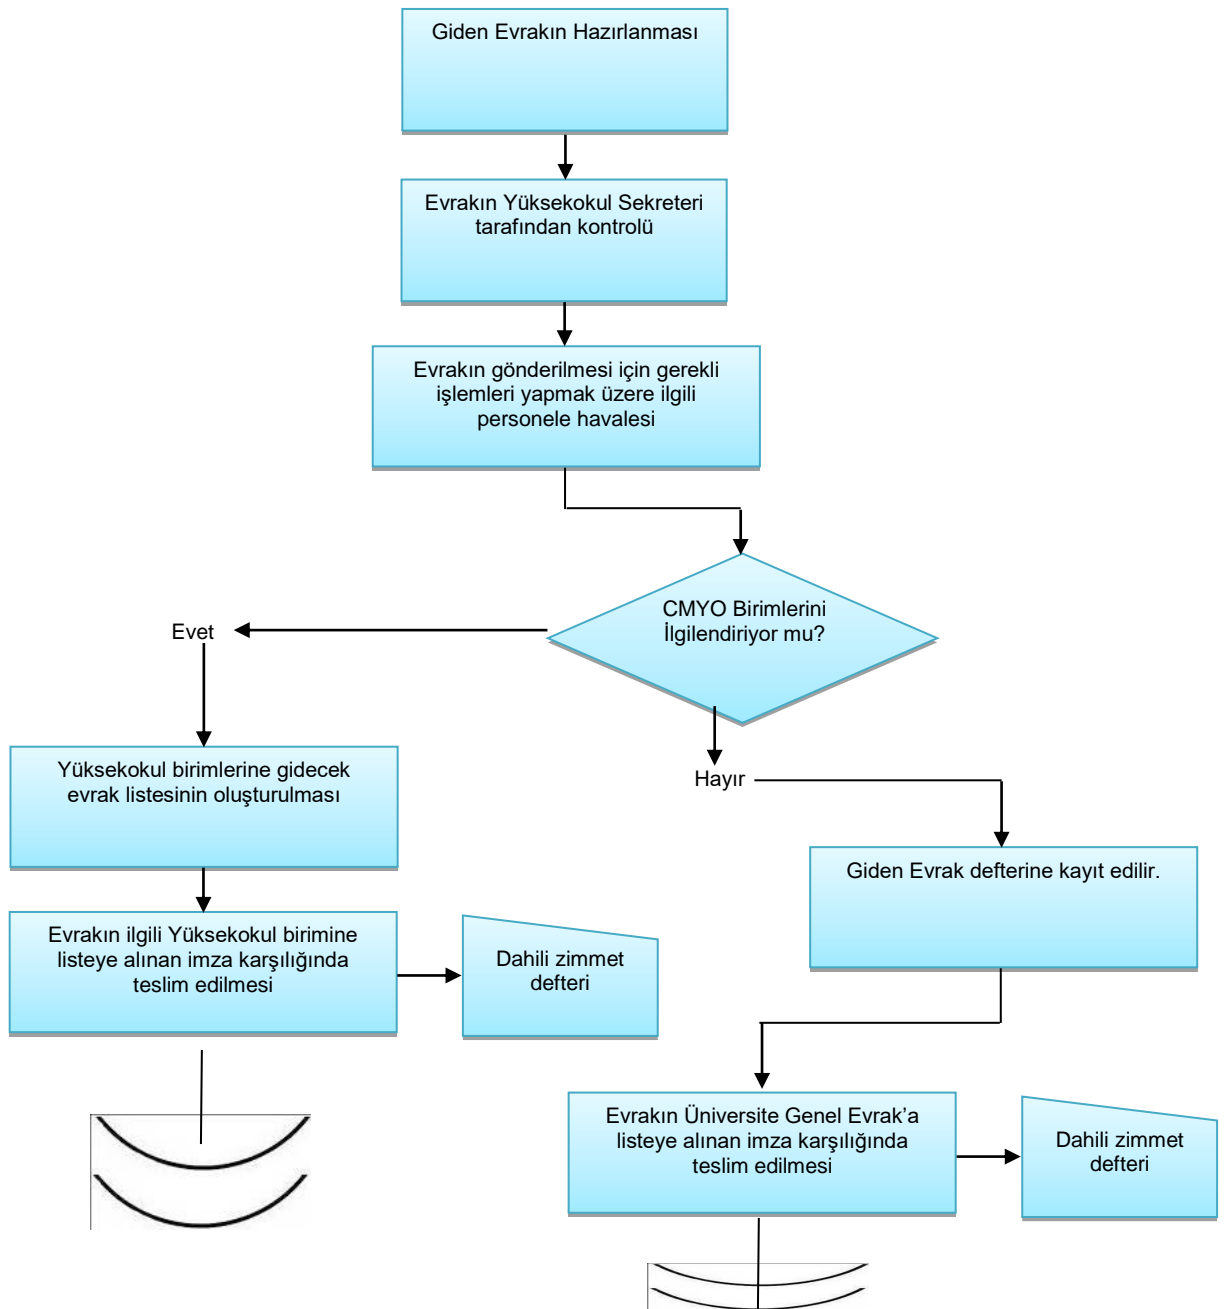 Giden Evrakın Hazırlanması
Evrakın Yüksekokul Sekreteri
tarafından kontrolü
Evrakın gönderilmesi için gerekli
işlemleri yapmak üzere ilgili
personele havalesi
CMYO Birimlerini
İlgilendiriyor mu?
Evet
Hayır
Yüksekokul birimlerine gidecek
evrak listesinin oluşturulması
Giden Evrak defterine kayıt edilir.
Evrakın ilgili Yüksekokul birimine
listeye alınan imza karşılığında
teslim edilmesi
Dahili zimmet
defteri
Evrakın Üniversite Genel Evrak’a
listeye alınan imza karşılığında
teslim edilmesi
Dahili zimmet
defteri